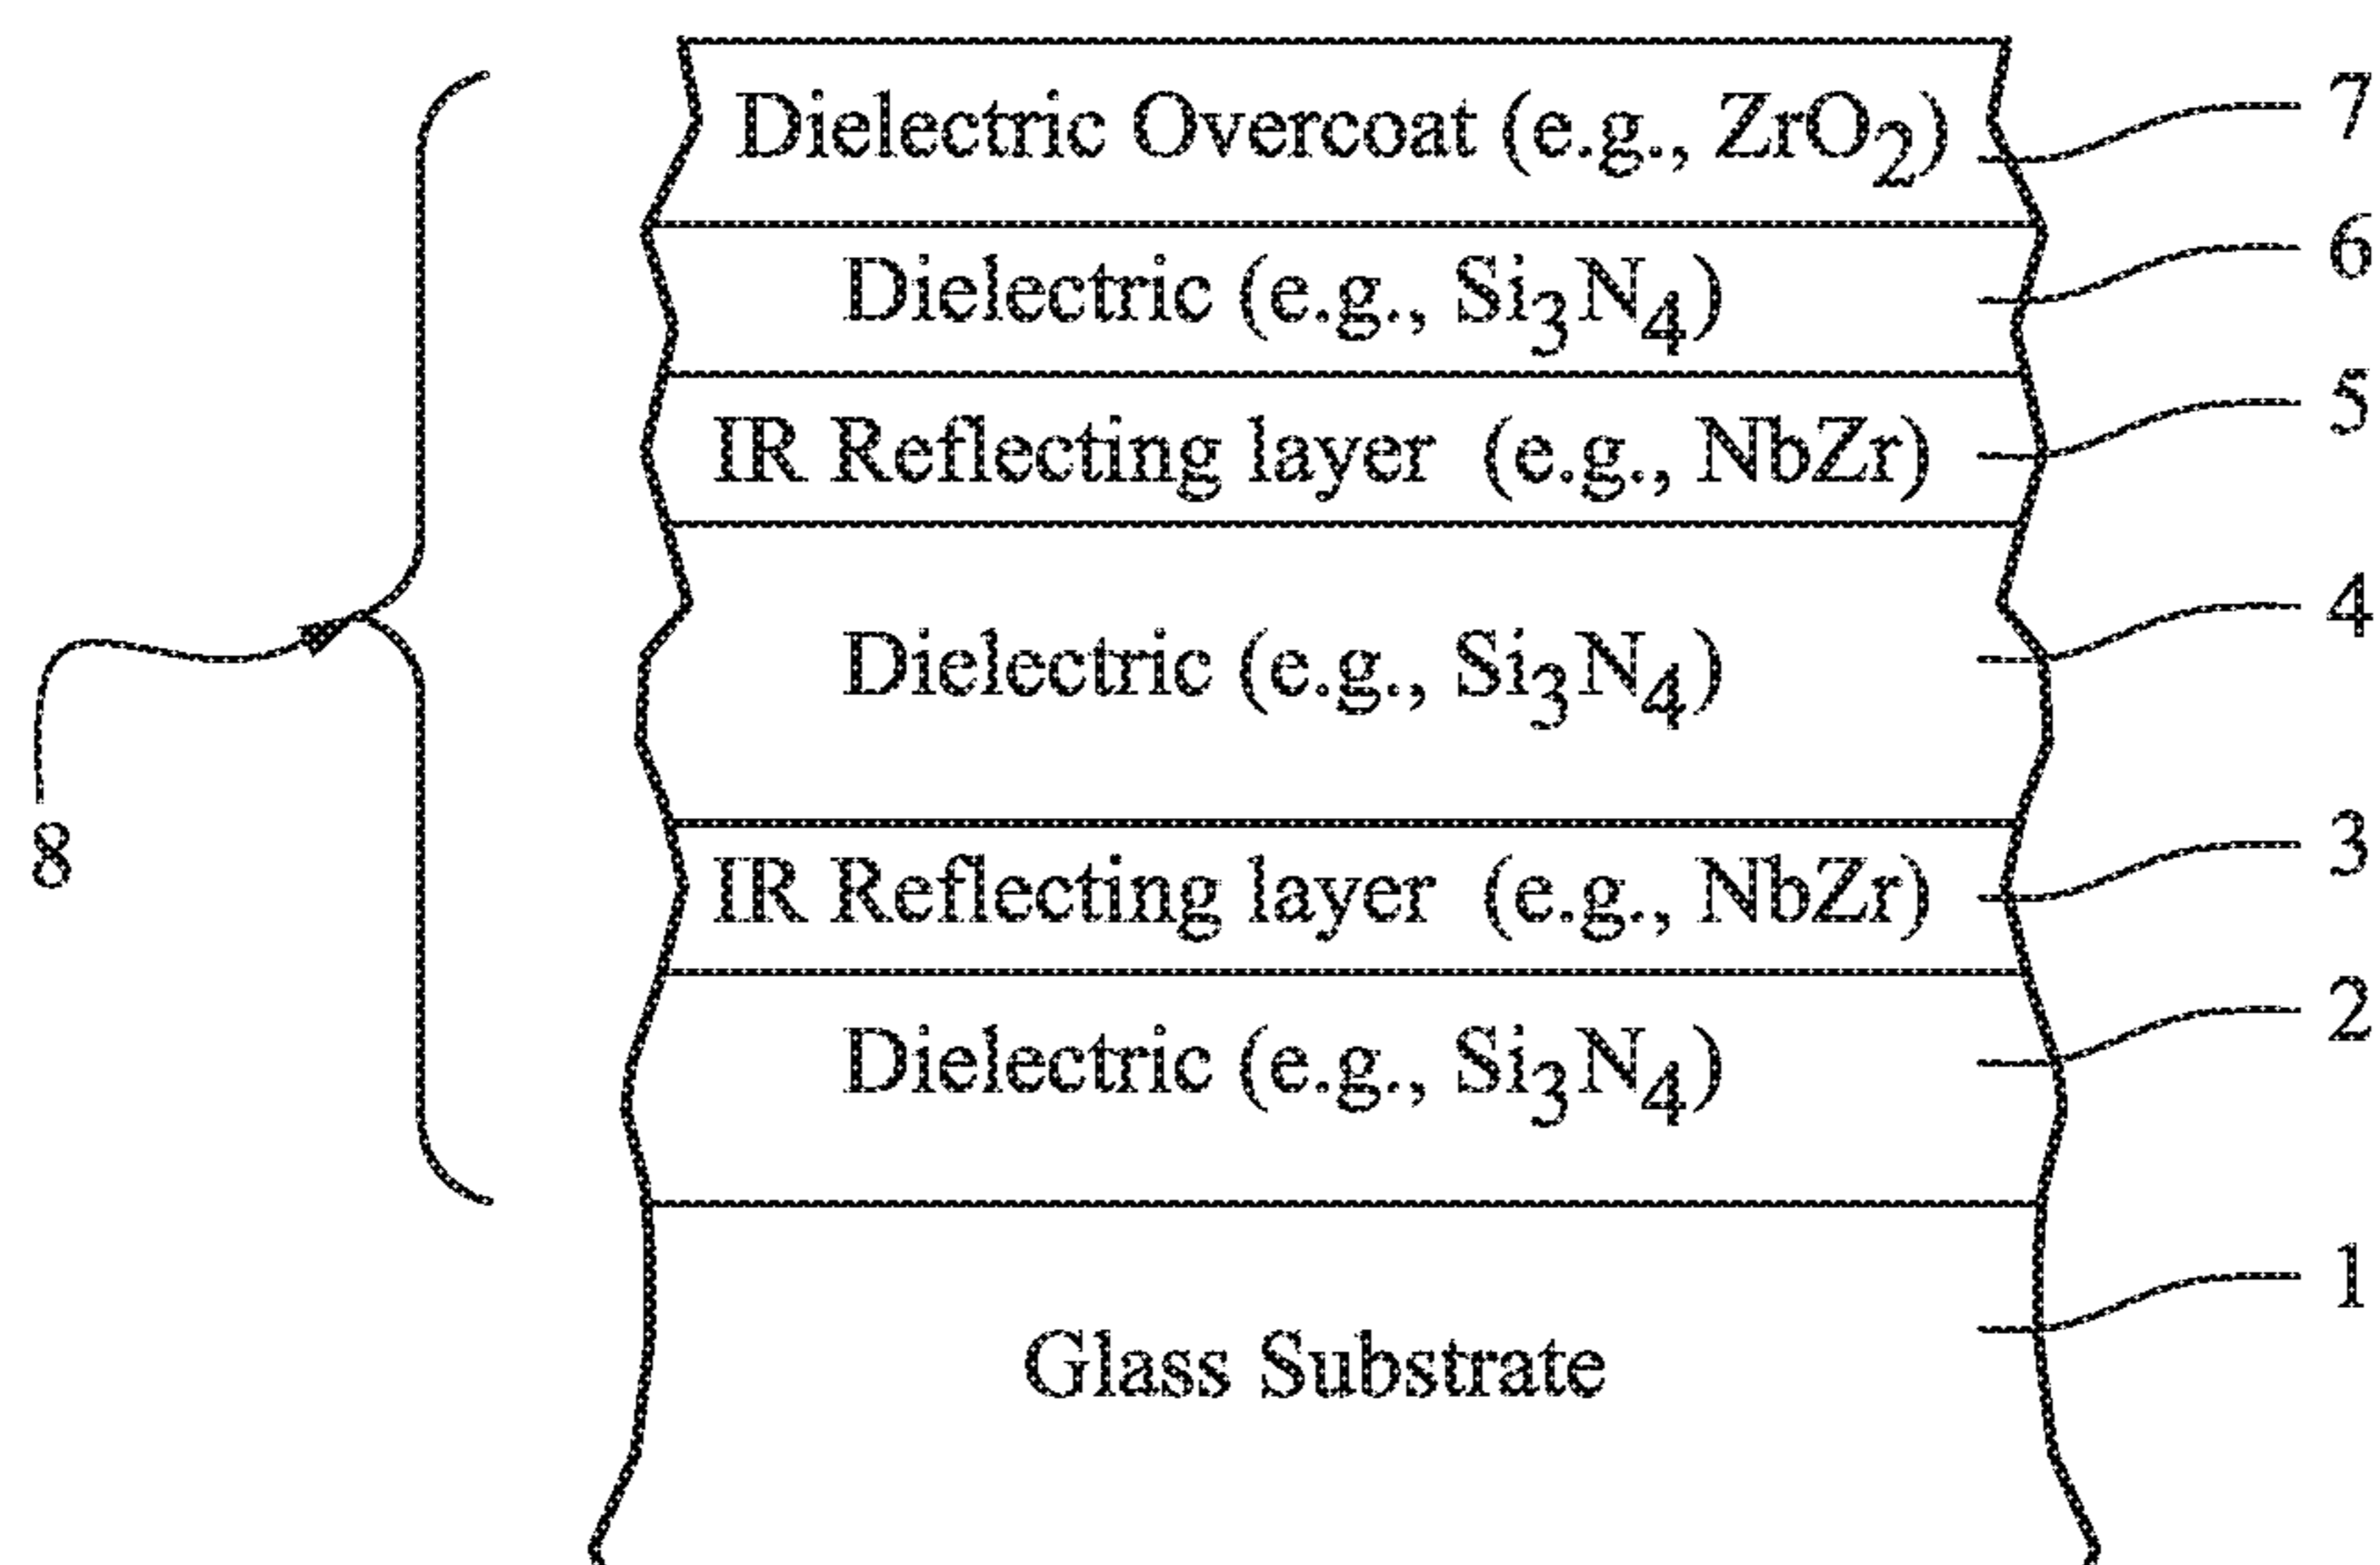 Dielectric Overcoat (e.g., ZrO₂) 7
Dielectric (e.g., Si₃N₄) 6
IR Reflecting layer (e.g., NbZr) 5
Dielectric (e.g., Si₃N₄) 4
8
IR Reflecting layer (e.g., NbZr) 3
Dielectric (e.g., Si₃N₄) 2
Glass Substrate 1